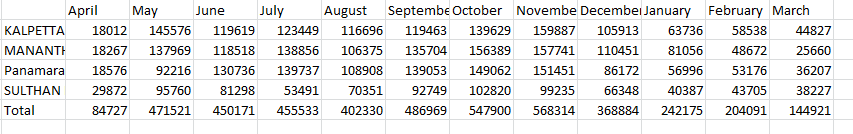 April May June July August Septembe October Novembe December January February March
KALPETTA 18012 145576 119619 123449 116696 119463 139629 159887 105913 63736 58538 44827
MANANTH 18267 137969 118518 138856 106375 135704 156389 157741 110451 81056 48672 25660
Panamara 18576 92216 130736 139737 108908 139053 149062 151451 86172 56996 53176 36207
SULTHAN 29872 95760 81298 53491 70351 92749 102820 99235 66348 40387 43705 38227
Total 84727 471521 450171 455533 402330 486969 547900 568314 368884 242175 204091 144921